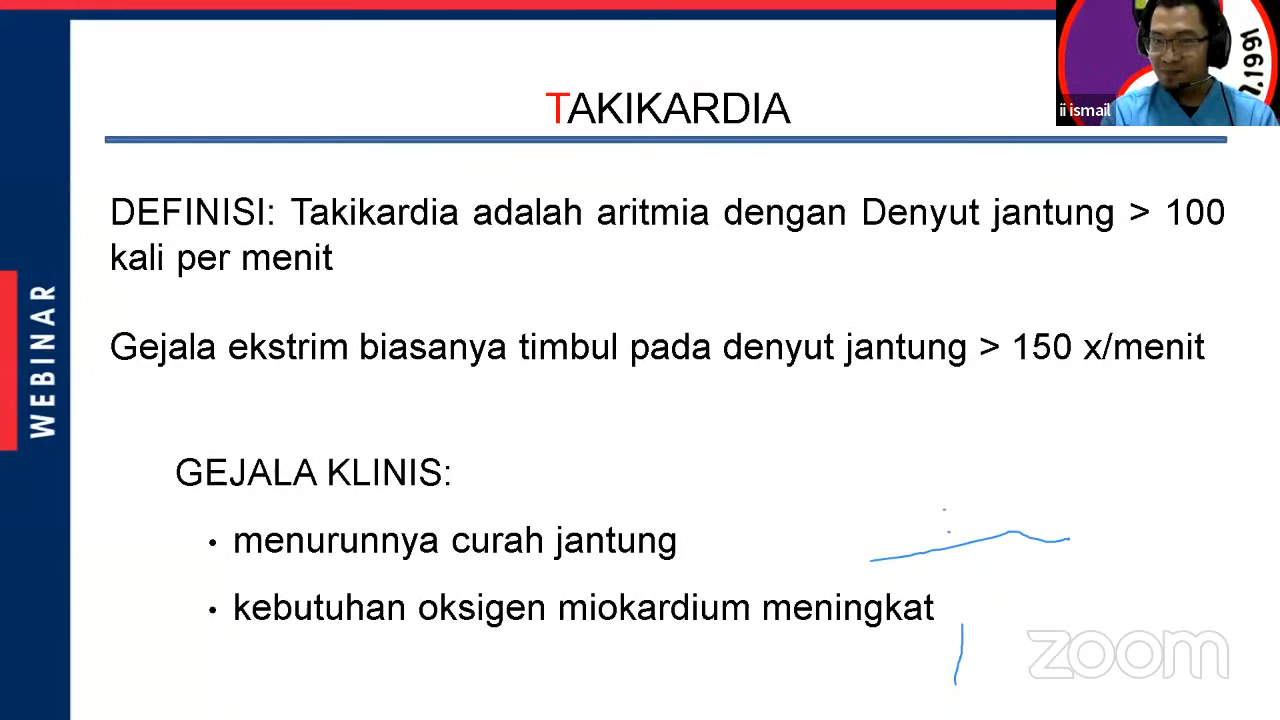 TAKIKARDIA
ii ismail
DEFINISI: Takikardia adalah aritmia dengan Denyut jantung > 100
kali per menit
Gejala ekstrim biasanya timbul pada denyut jantung > 150 x/menit
GEJALA KLINIS:
• menurunnya curah jantung
• kebutuhan oksigen miokardium meningkat
WEBINAR
zoom